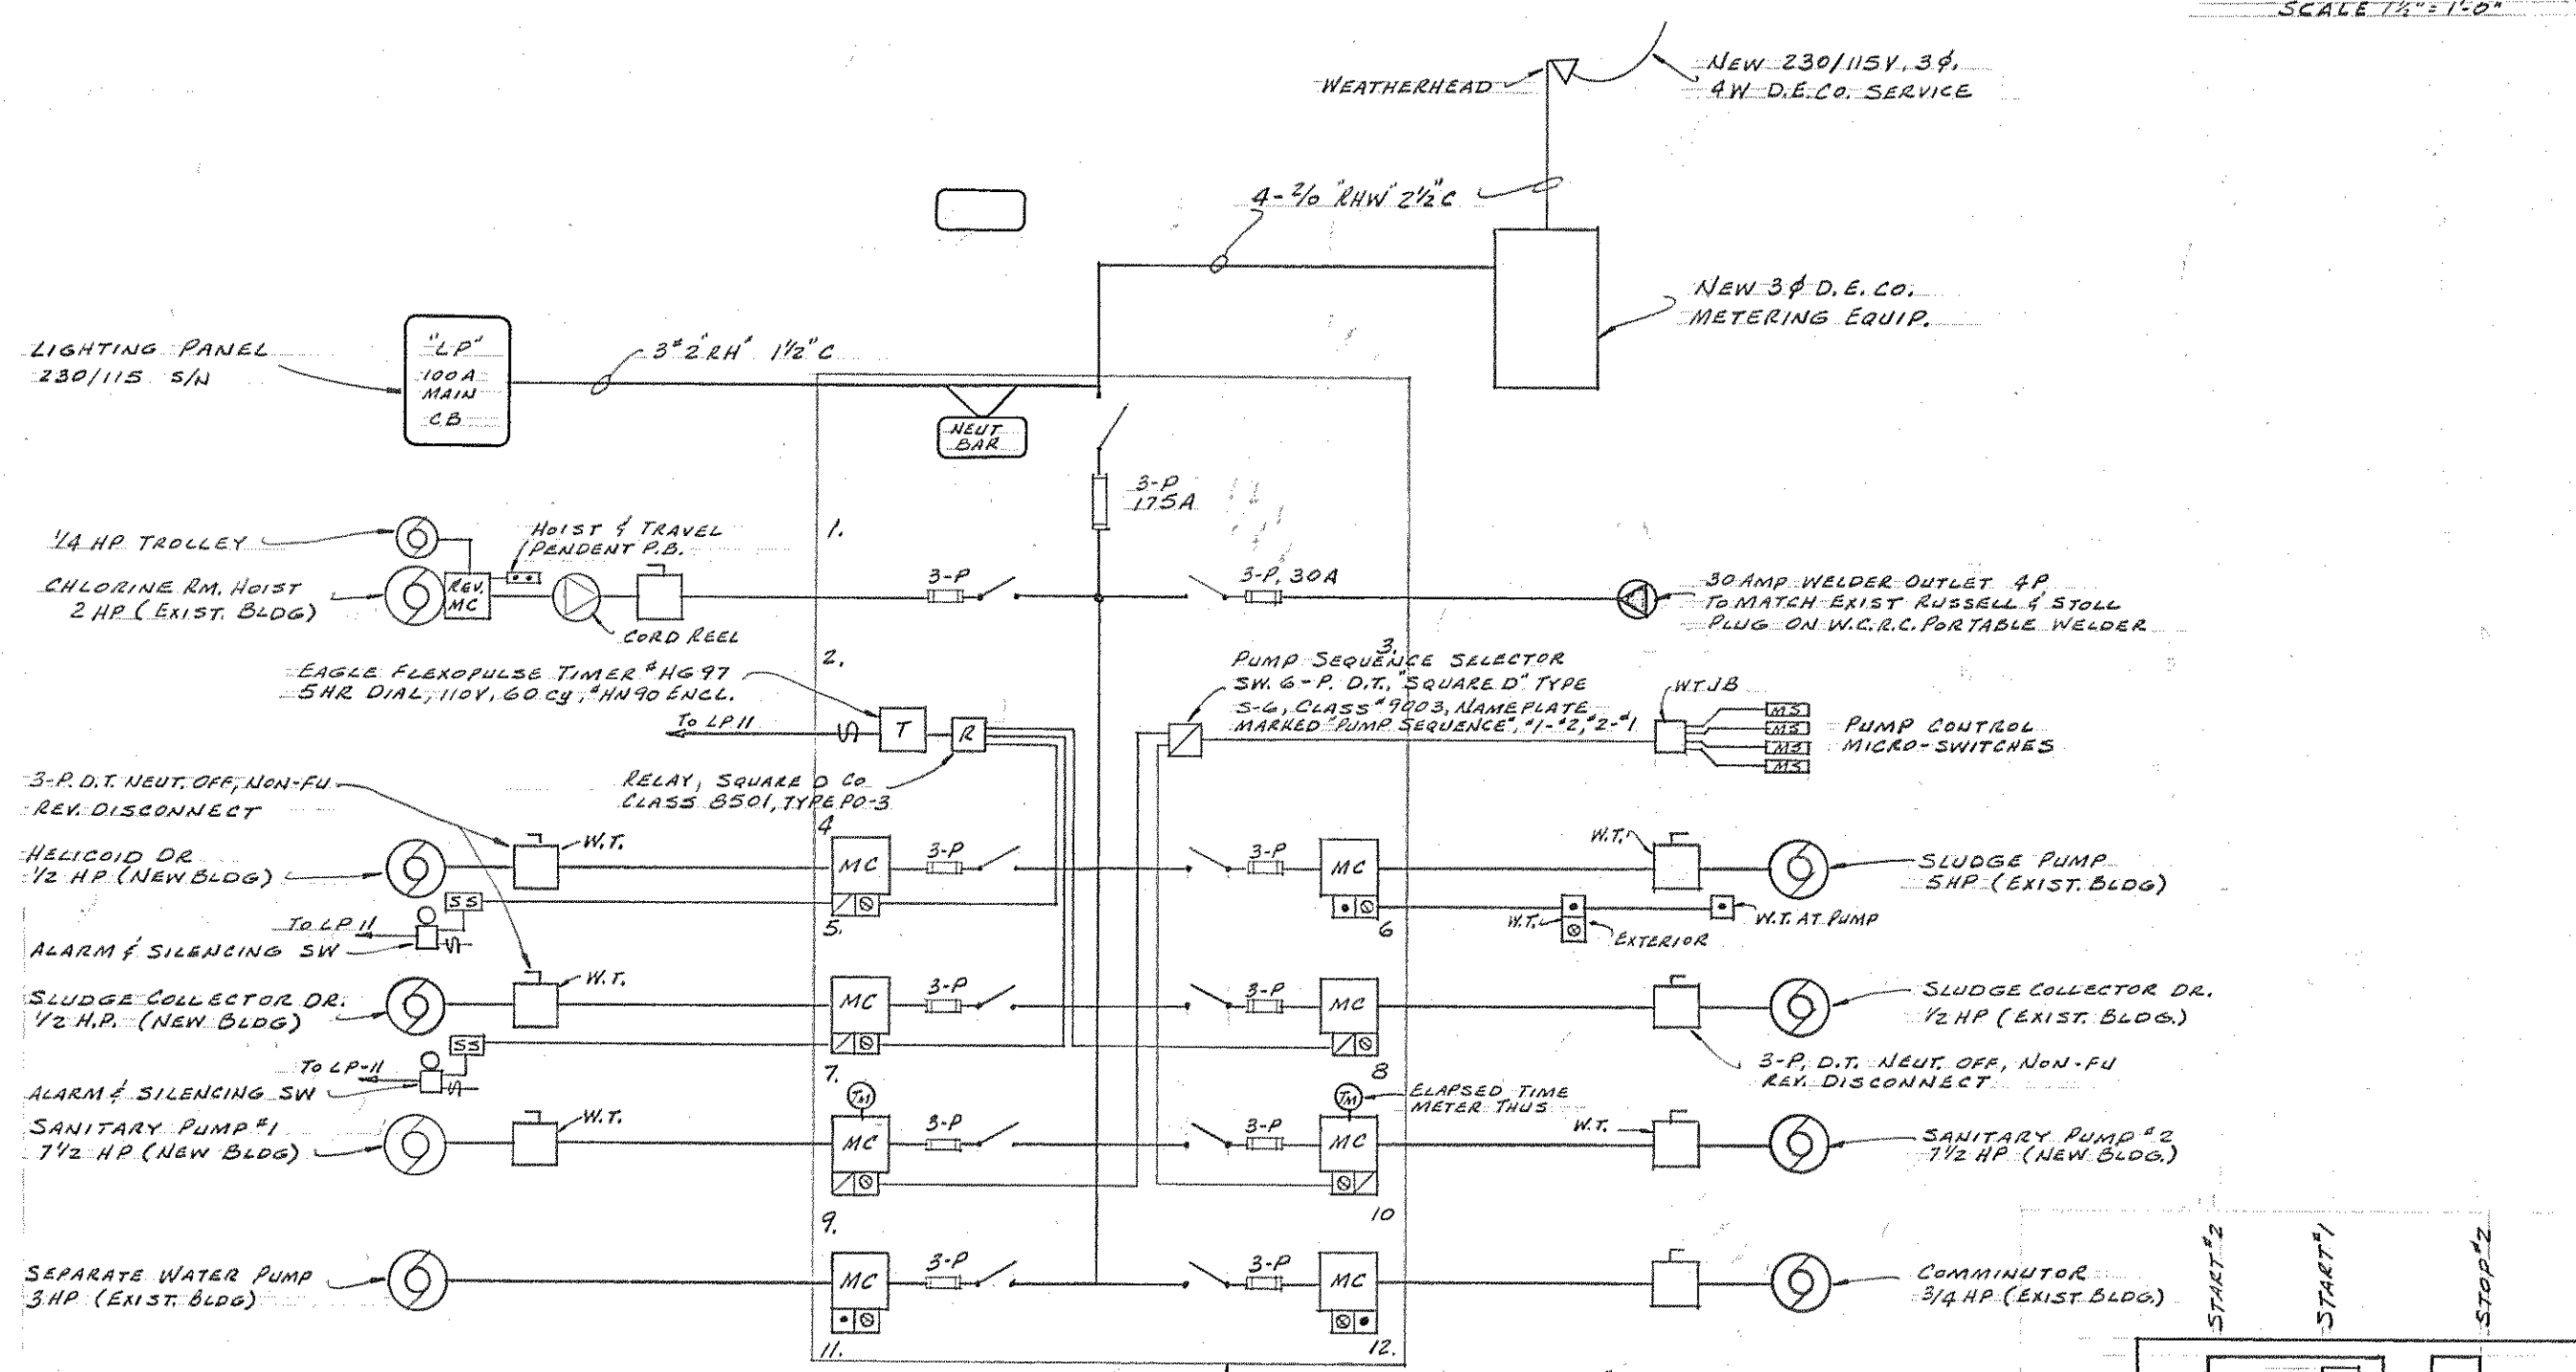 SCALE 1½" = 1'-0"
WEATHERHEAD
NEW 230/115V, 3φ,
4W D.E.CO. SERVICE
4-2/0 "RHW" 2½"C
NEW 3φ D.E.CO.
METERING EQUIP.
LIGHTING PANEL
230/115 S/N
"LP"
100A
MAIN
CB
3#2"RH" 1½"C
NEUT
BAR
3-P
175A
1.
1/4 HP TROLLEY
HOIST & TRAVEL
PENDENT P.B.
CHLORINE RM. HOIST
2 HP (EXIST. BLDG)
REV.
MC
CORD REEL
3-P
3-P, 30A
30 AMP WELDER OUTLET 4P
TO MATCH EXIST RUSSELL & STOLL
PLUG ON W.C.R.C. PORTABLE WELDER
2.
3.
EAGLE FLEXOPULSE TIMER #HG97
5HR DIAL, 110V, 60 cy, #HN90 ENCL.
TO LP 11
T
R
PUMP SEQUENCE SELECTOR
SW. 6-P. D.T., "SQUARE D" TYPE
S-6, CLASS #9003, NAMEPLATE
MARKED "PUMP SEQUENCE", #1-#2, #2-#1
WTJB
MS
MS
MS
MS
PUMP CONTROL
MICRO-SWITCHES
RELAY, SQUARE D CO
CLASS 8501, TYPE PO-3
3-P. D.T. NEUT. OFF, NON-FU
REV. DISCONNECT
4
HELICOID DR
1/2 HP (NEW BLDG)
W.T.
MC
3-P
3-P
MC
W.T.
SLUDGE PUMP
5HP (EXIST. BLDG)
SS
TO LP 11
ALARM & SILENCING SW
5.
6
W.T.
EXTERIOR
W.T. AT PUMP
SLUDGE COLLECTOR DR.
1/2 H.P. (NEW BLDG)
W.T.
MC
3-P
3-P
MC
SLUDGE COLLECTOR DR.
1/2 HP (EXIST. BLDG.)
SS
TO LP-11
ALARM & SILENCING SW
7.
8
3-P, D.T. NEUT. OFF, NON-FU
REV. DISCONNECT
TM
TM
ELAPSED TIME
METER THUS
SANITARY PUMP #1
7½ HP (NEW BLDG)
W.T.
MC
3-P
3-P
MC
W.T.
SANITARY PUMP #2
7½ HP (NEW BLDG.)
9.
10
SEPARATE WATER PUMP
3HP (EXIST. BLDG)
MC
3-P
3-P
MC
COMMINUTOR
3/4 HP (EXIST BLDG.)
11.
12.
START #2
START #1
STOP #2